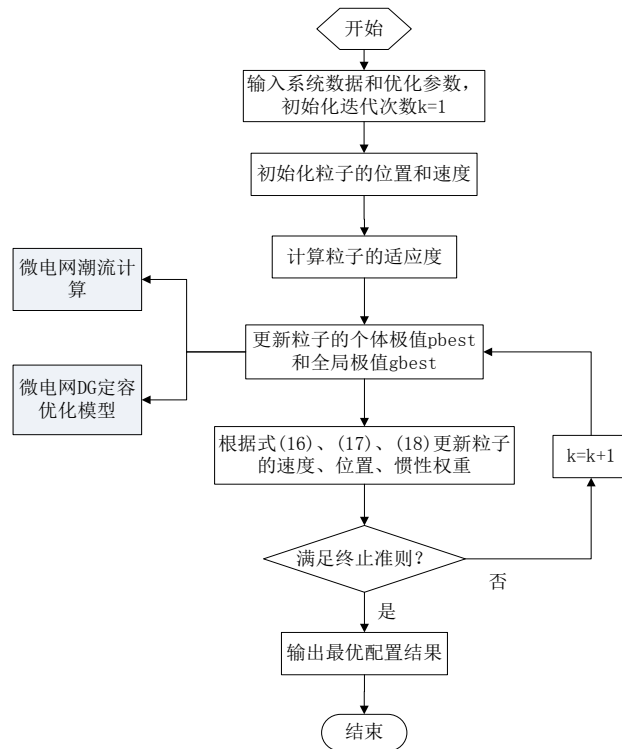 开始
输入系统数据和优化参数，
初始化迭代次数k=1
初始化粒子的位置和速度
计算粒子的适应度
微电网潮流计
算
更新粒子的个体极值pbest
和全局极值gbest
微电网DG定容
优化模型
根据式(16)、(17)、(18)更新粒子
的速度、位置、惯性权重
k=k+1
满足终止准则？
否
是
输出最优配置结果
结束